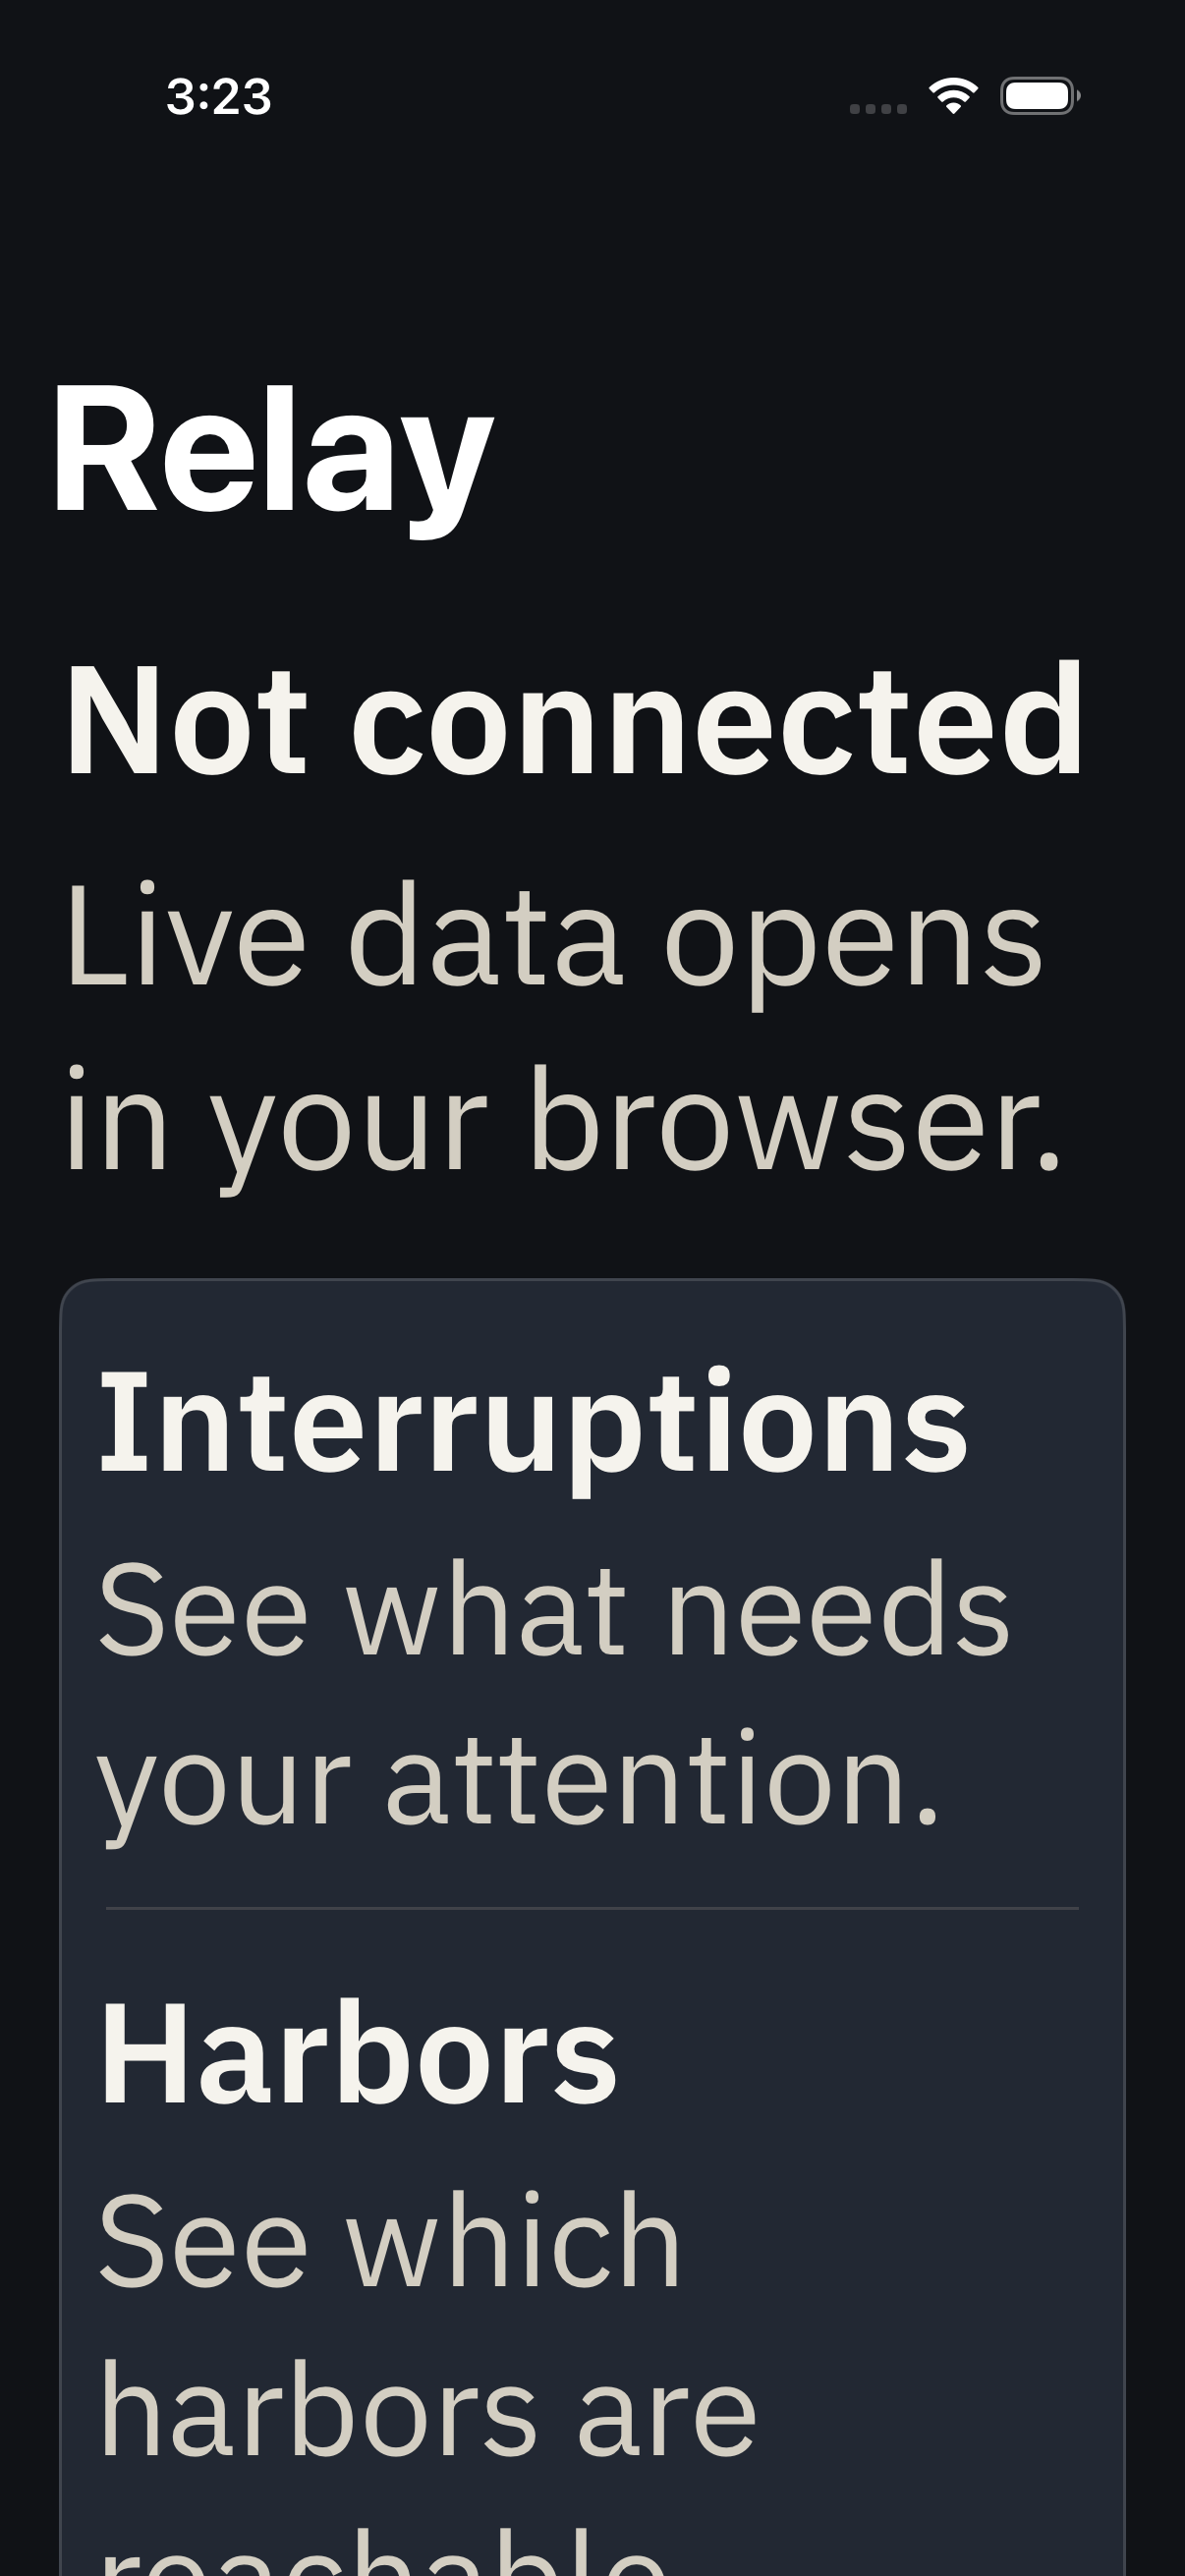 3:23
Relay
Not connected
Live data opens
in your browser.
Interruptions
See what needs
your attention.
Harbors
See which
harbors are
reachable